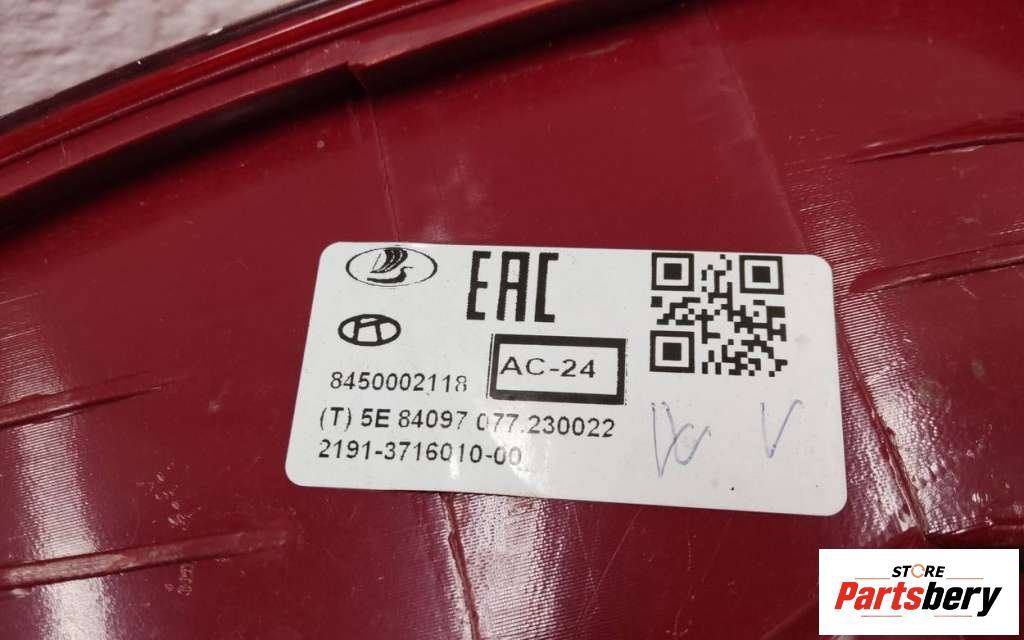 EAC
AC-24
8450002118
(T) 5E 84097 077.230022
2191-3716010-00
STORE
Partsbery